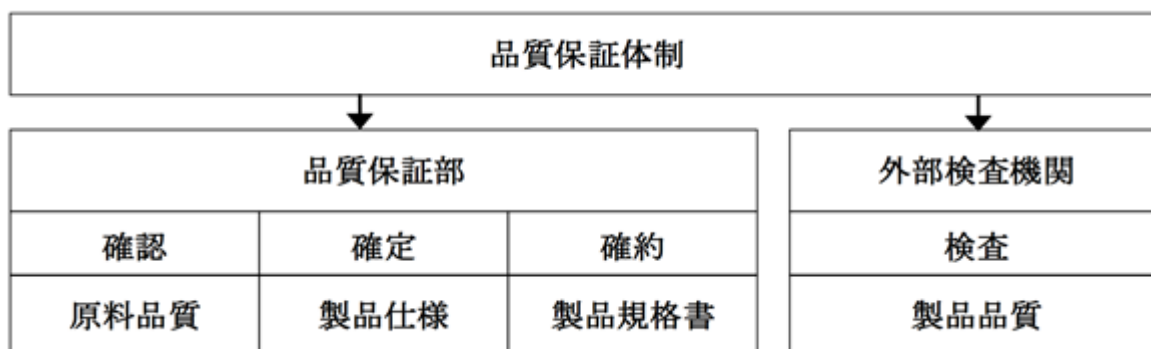 品質保証体制
品質保証部
外部検査機関
確認
確定
確約
検査
原料品質
製品仕様
製品規格書
製品品質